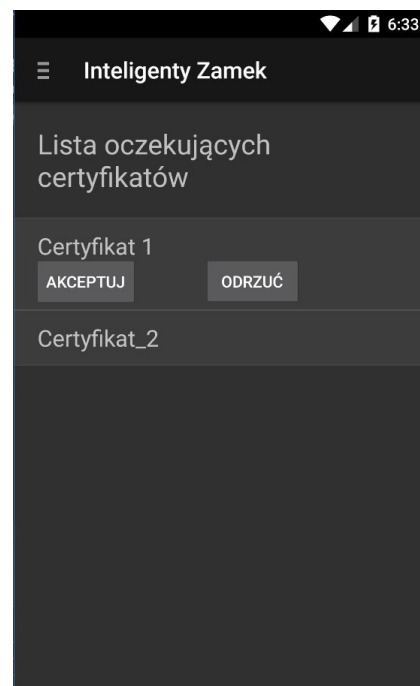 6:33
Inteligenty Zamek
Lista oczekujących
certyfikatów
Certyfikat 1
AKCEPTUJ ODRZUĆ
Certyfikat_2